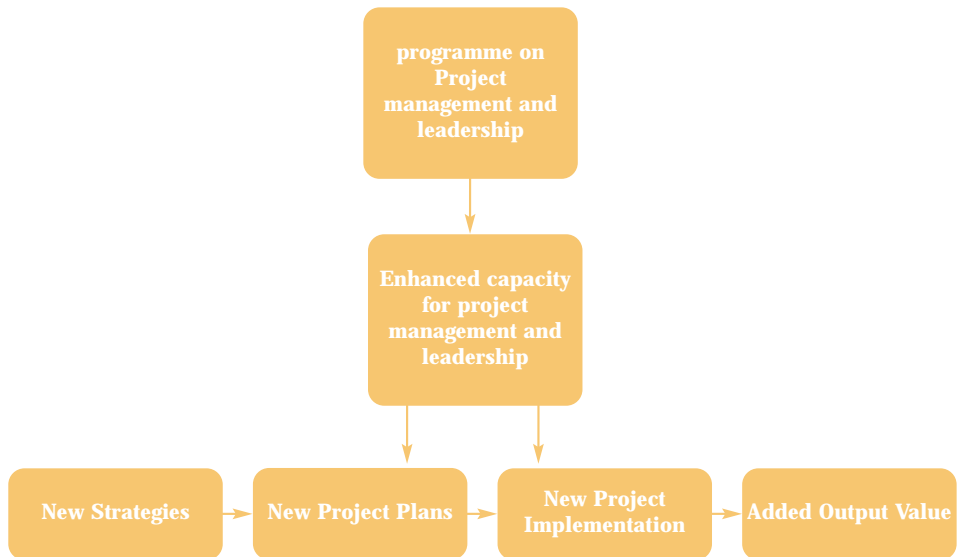 programme on
Project
management and
leadership
Enhanced capacity
for project
management and
leadership
New Strategies
New Project Plans
New Project
Implementation
Added Output Value